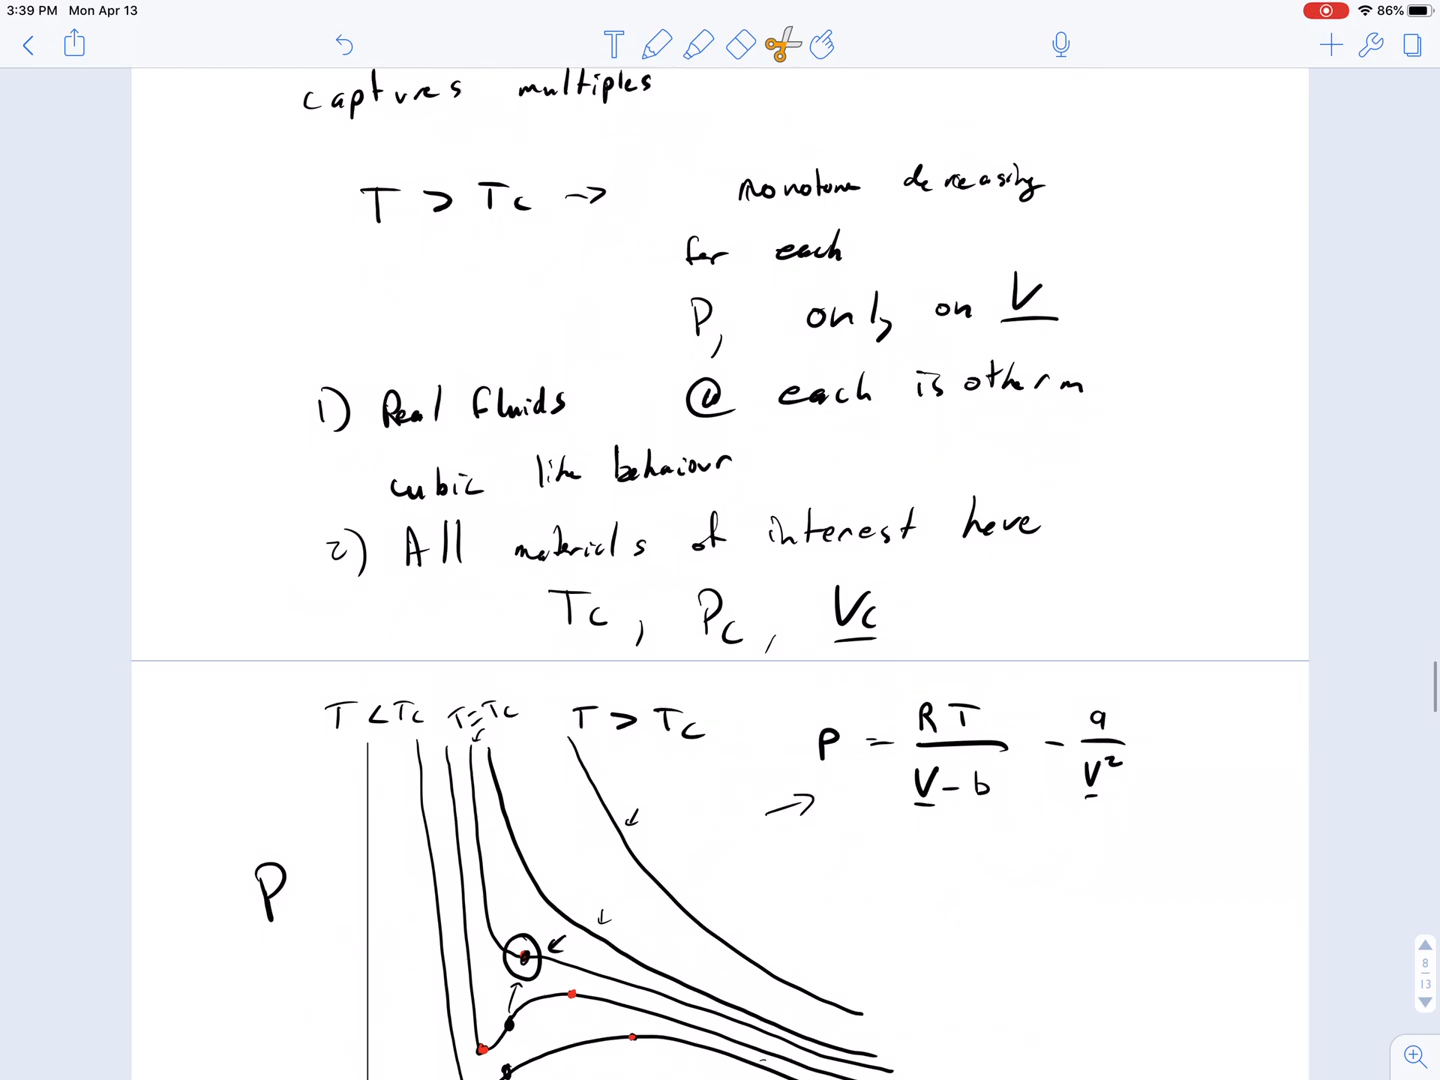 3:39 PM Mon Apr 13
86%
captures multiples
T > Tc → monotone decreasing
for each
P, only on V
1) Real fluids @ each isotherm
cubic like behaviour
2) All materials of interest have
Tc, Pc, Vc
T < Tc T = Tc T > Tc
P = RT / (V - b) - a / V²
→
P
8
13